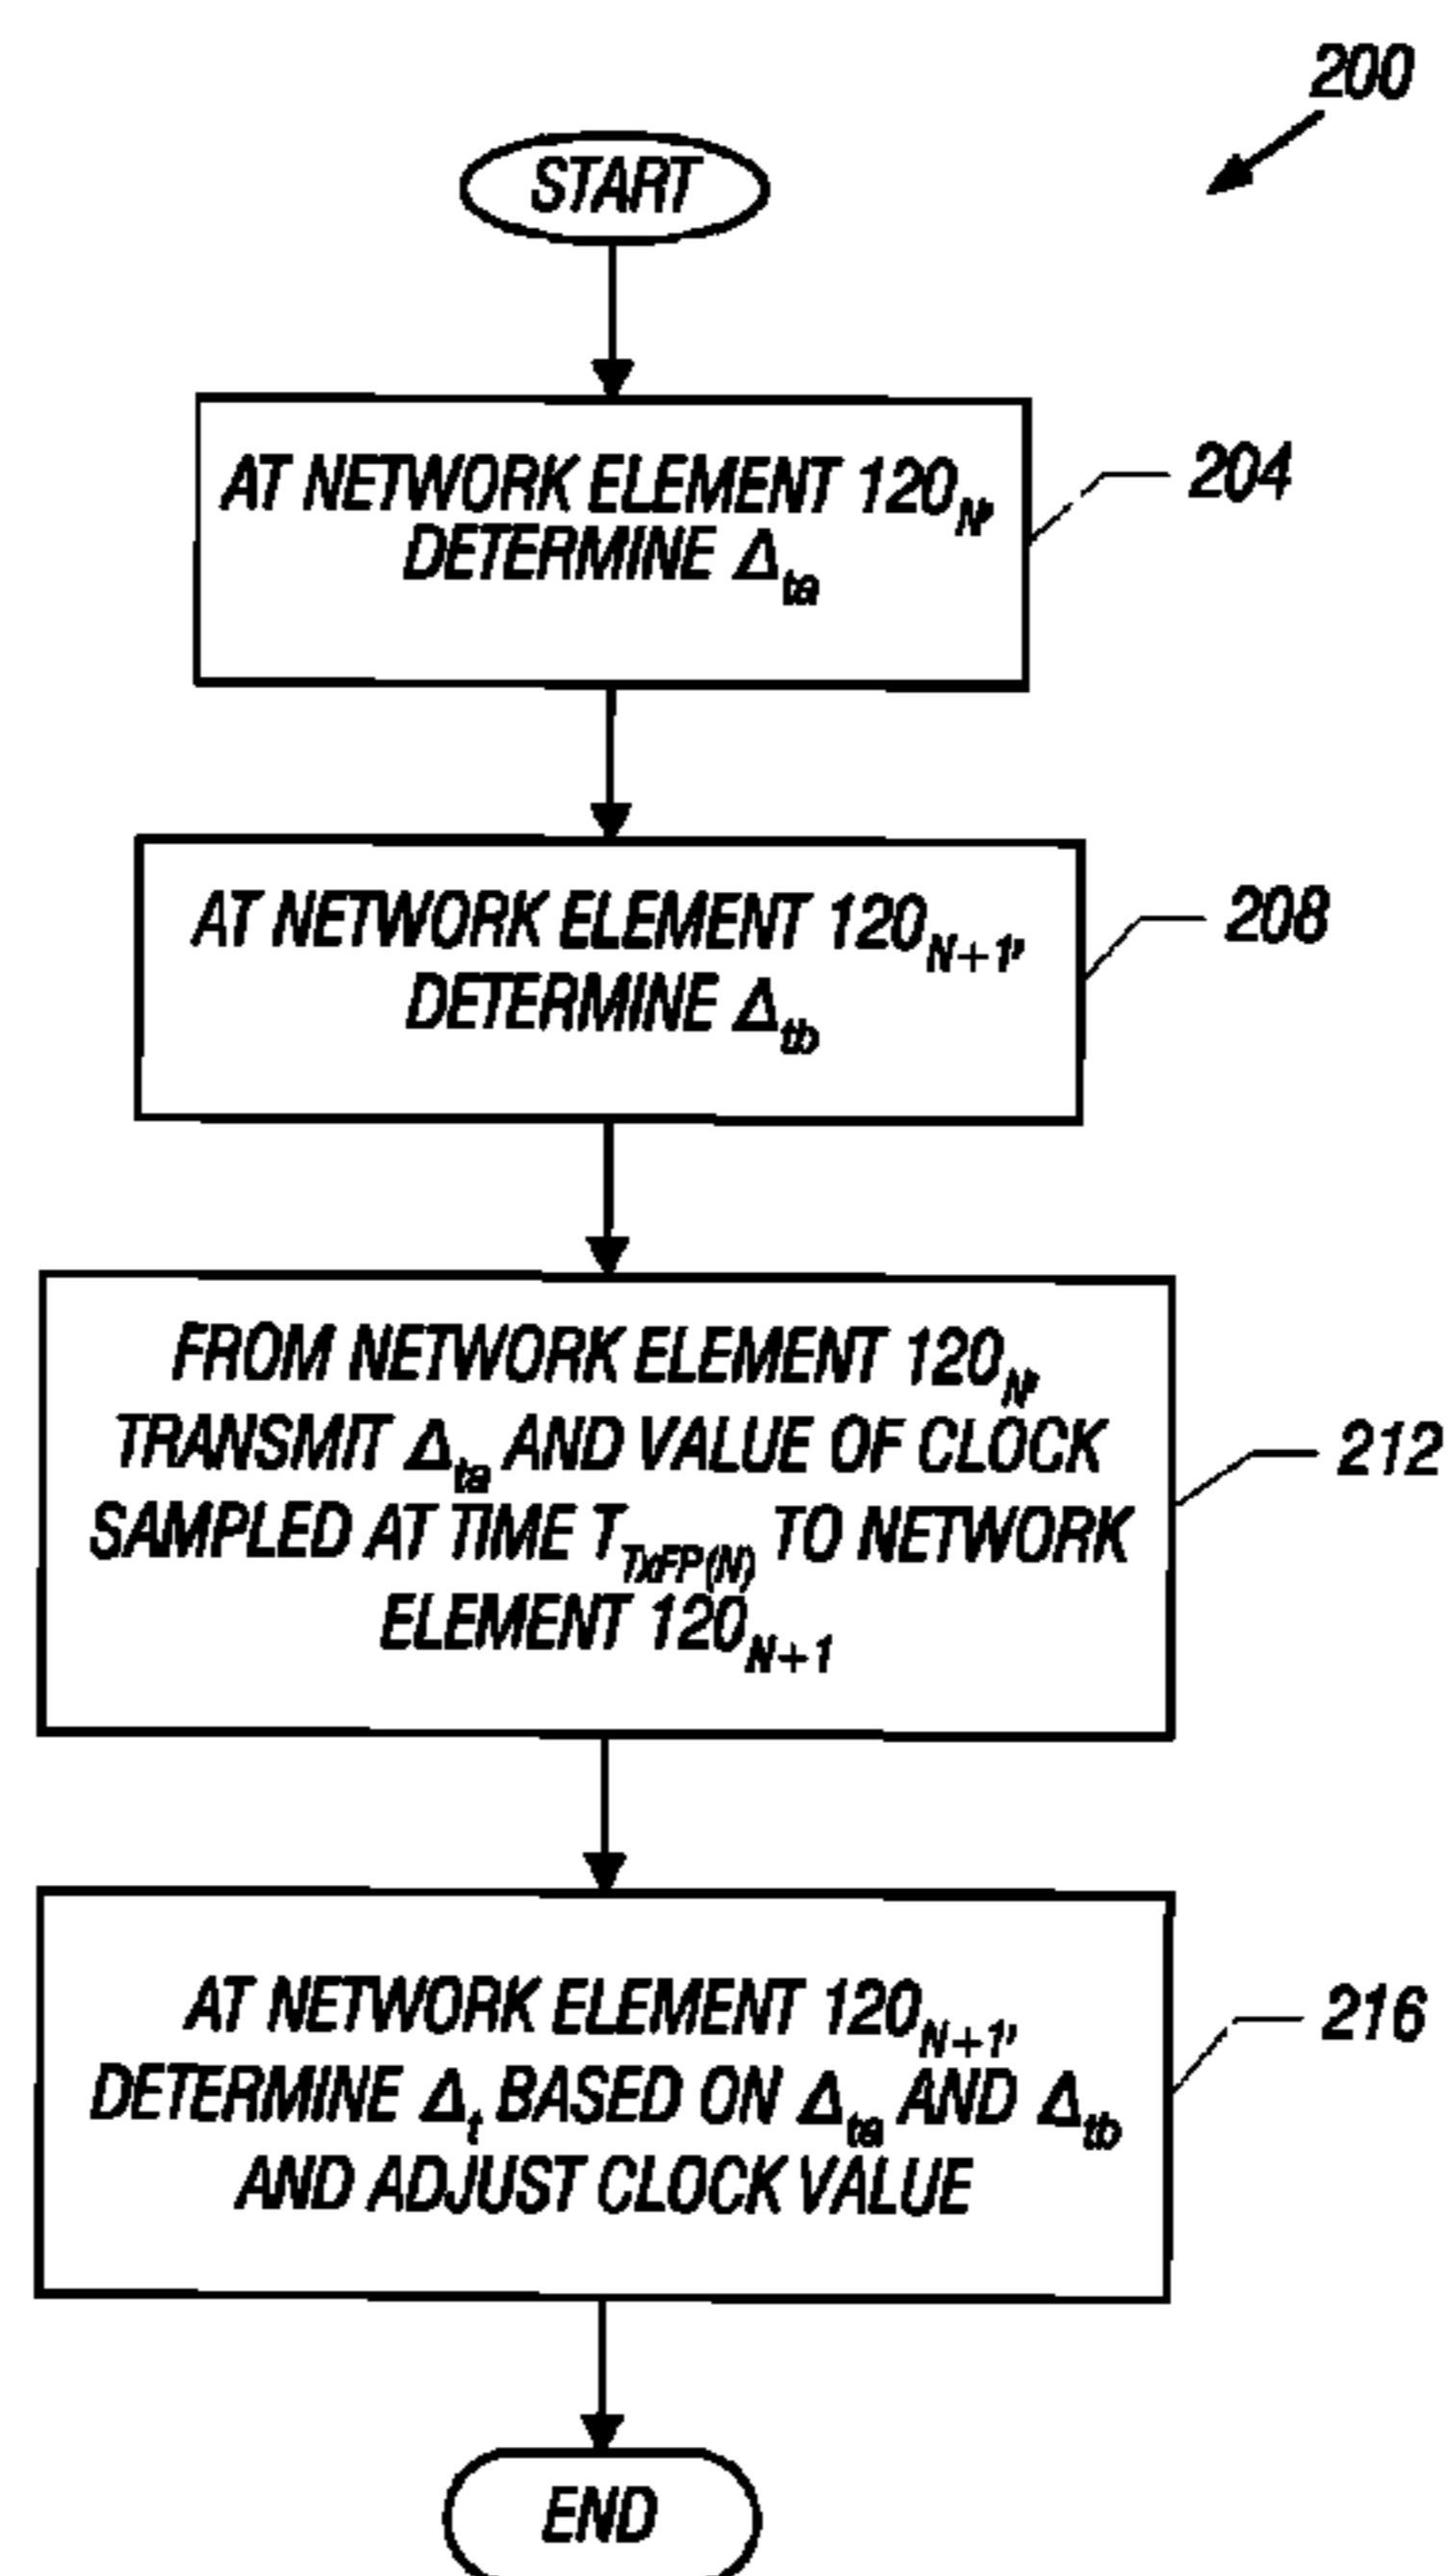 200
START
AT NETWORK ELEMENT 120N,
DETERMINE Δta
204
AT NETWORK ELEMENT 120N+1,
DETERMINE Δtb
208
FROM NETWORK ELEMENT 120N,
TRANSMIT Δta AND VALUE OF CLOCK
SAMPLED AT TIME TTxFP(N) TO NETWORK
ELEMENT 120N+1
212
AT NETWORK ELEMENT 120N+1,
DETERMINE Δt BASED ON Δta AND Δtb
AND ADJUST CLOCK VALUE
216
END